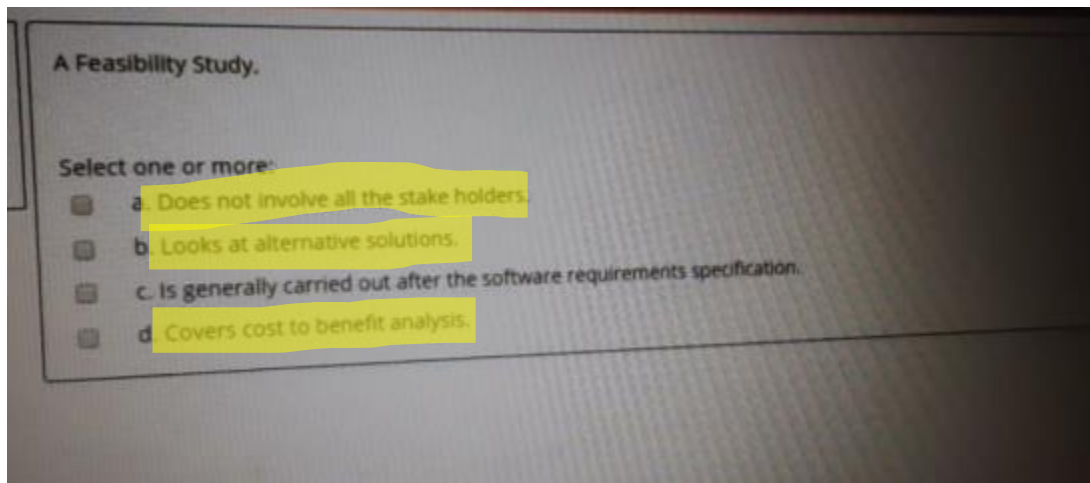 A Feasibility Study.
Select one or more:
a. Does not involve all the stake holders.
b. Looks at alternative solutions.
c. Is generally carried out after the software requirements specification.
d. Covers cost to benefit analysis.